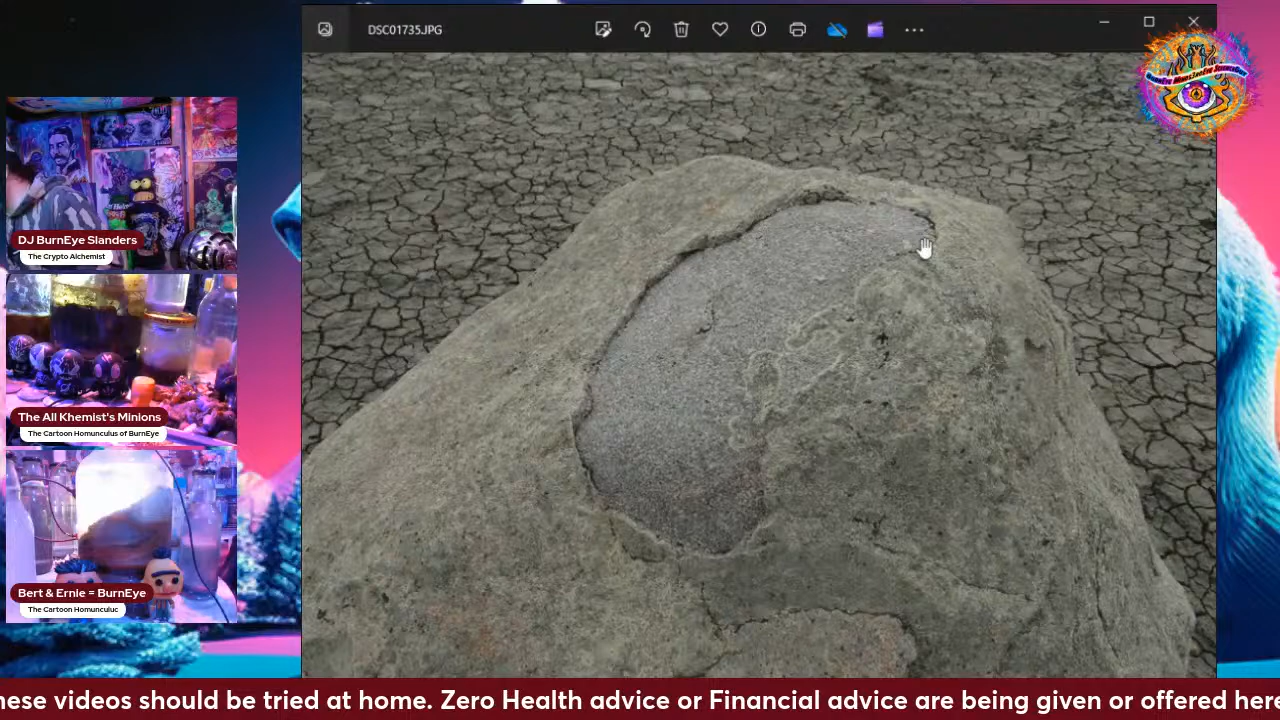 DSC01735.JPG
DJ BurnEye Slanders
The Crypto Alchemist
The All Khemist's Minions
The Cartoon Homunculus of BurnEye
Bert & Ernie = BurnEye
The Cartoon Homunculuc
hese videos should be tried at home. Zero Health advice or Financial advice are being given or offered here